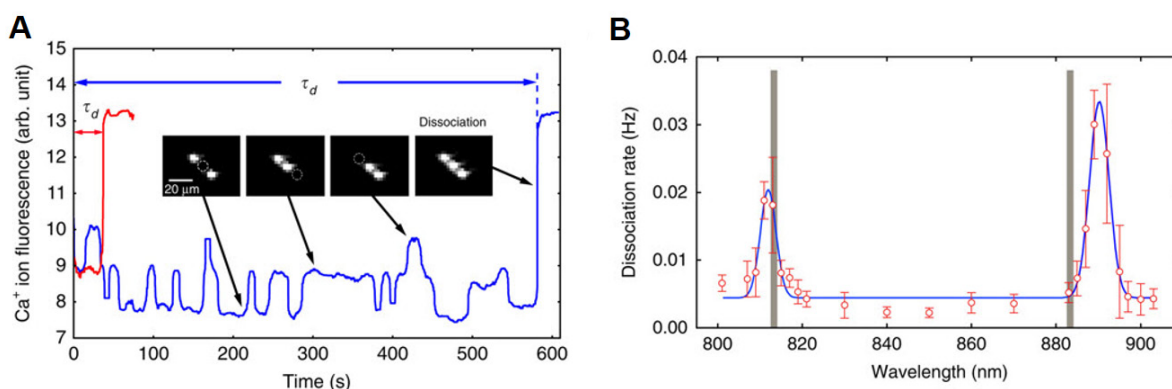 A
Ca⁺ ion fluorescence (arb. unit)
15
14
13
12
11
10
9
8
7
τd
τd
Dissociation
20 μm
0 100 200 300 400 500 600
Time (s)
B
Dissociation rate (Hz)
0.04
0.03
0.02
0.01
0.00
800 820 840 860 880 900
Wavelength (nm)